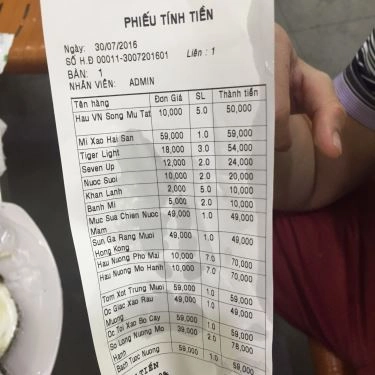 PHIẾU TÍNH TIỀN
Ngày: 30/07/2016
SỐ H.Đ 00011-3007201601 Liên : 1
BÀN: 1
NHÂN VIÊN: ADMIN
Tên hàng Đơn Giá SL Thành tiền
Hau VN Song Mu Tat 10,000 5.0 50,000
Mi Xao Hai San 59,000 1.0 59,000
Tiger Light 18,000 3.0 54,000
Seven Up 12,000 2.0 24,000
Nuoc Suoi 10,000 2.0 20,000
Khan Lanh 2,000 5.0 10,000
Banh Mi 5,000 2.0 10,000
Muc Sua Chien Nuoc 49,000 1.0 49,000
Mam
Sun Ga Rang Muoi 49,000 1.0 49,000
Hong Kong
Hau Nuong Pho Mai 10,000 7.0 70,000
Hau Nuong Mo Hanh 10,000 7.0 70,000
Tom Xot Trung Muoi 59,000 1.0 59,000
Oc Giac Xao Rau 49,000 1.0 49,000
Muong
Oc Toi Xao Bo Cay 59,000 1.0 59,000
So Long Nuong Mo 39,000 2.0 78,000
Hanh
Bach Tuoc Nuong 59,000 1.0 59,000
TIỀN